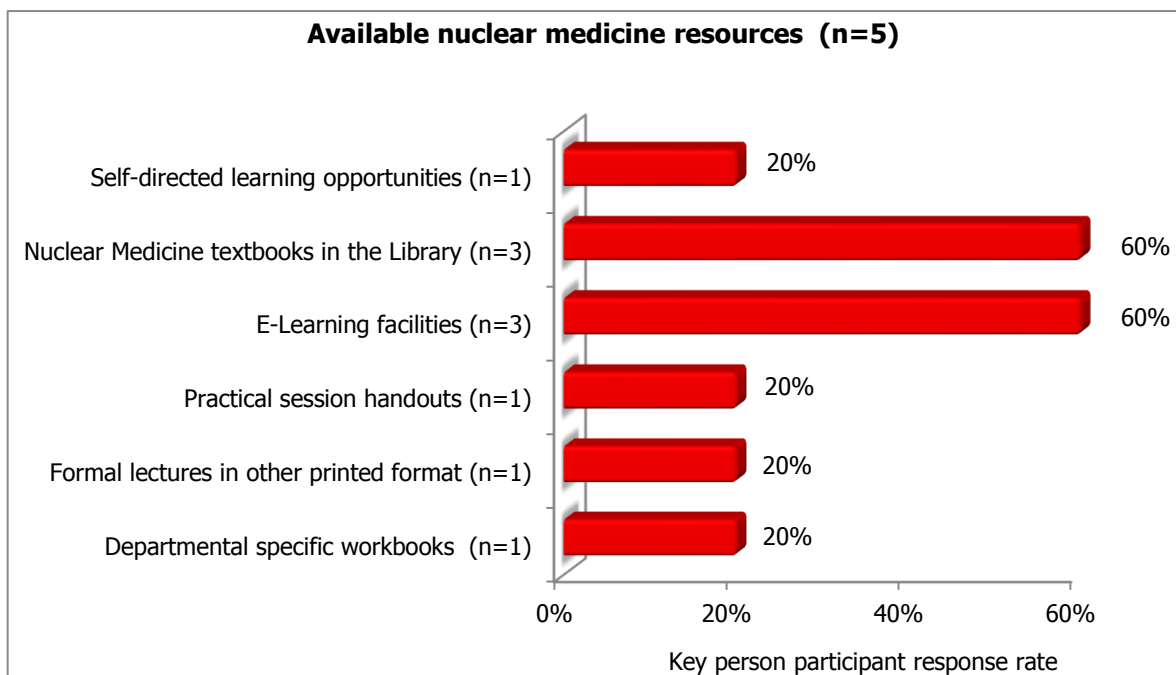 Available nuclear medicine resources (n=5)
Self-directed learning opportunities (n=1)
20%
Nuclear Medicine textbooks in the Library (n=3)
60%
E-Learning facilities (n=3)
60%
Practical session handouts (n=1)
20%
Formal lectures in other printed format (n=1)
20%
Departmental specific workbooks (n=1)
20%
0% 20% 40% 60%
Key person participant response rate